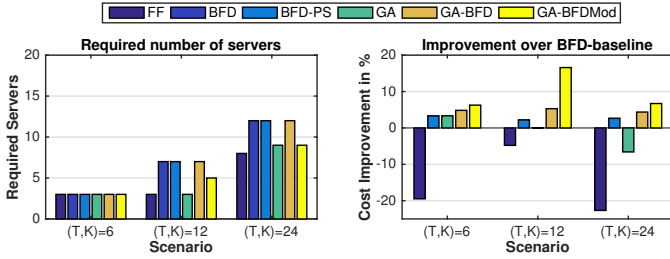 FF BFD BFD-PS GA GA-BFD GA-BFDMod
Required number of servers
Required Servers
20
15
10
5
0
(T,K)=6 (T,K)=12 (T,K)=24
Scenario
Improvement over BFD-baseline
Cost Improvement in %
20
10
0
-10
-20
(T,K)=6 (T,K)=12 (T,K)=24
Scenario